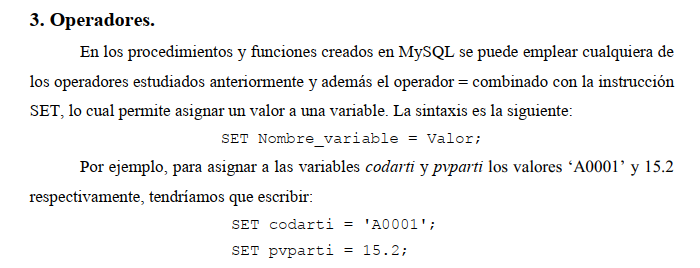 3. Operadores.
En los procedimientos y funciones creados en MySQL se puede emplear cualquiera de
los operadores estudiados anteriormente y además el operador = combinado con la instrucción
SET, lo cual permite asignar un valor a una variable. La sintaxis es la siguiente:
SET Nombre_variable = Valor;
Por ejemplo, para asignar a las variables codarti y pvparti los valores ‘A0001’ y 15.2
respectivamente, tendríamos que escribir:
SET codarti = 'A0001';
SET pvparti = 15.2;